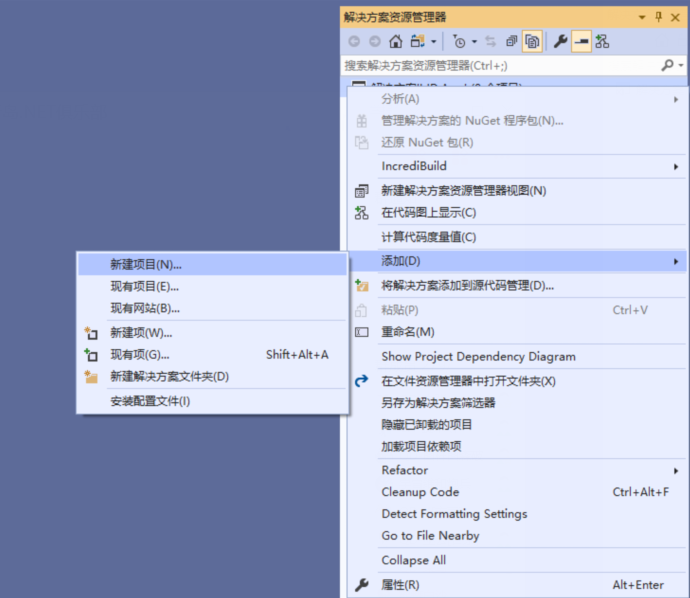 解决方案资源管理器
搜索解决方案资源管理器(Ctrl+;)
分析(A)
管理解决方案的 NuGet 程序包(N)...
还原 NuGet 包(R)
IncrediBuild
新建解决方案资源管理器视图(N)
在代码图上显示(C)
计算代码度量值(C)
添加(D)
将解决方案添加到源代码管理(D)...
粘贴(P) Ctrl+V
重命名(M)
Show Project Dependency Diagram
在文件资源管理器中打开文件夹(X)
另存为解决方案筛选器
隐藏已卸载的项目
加载项目依赖项
Refactor
Cleanup Code Ctrl+Alt+F
Detect Formatting Settings
Go to File Nearby
Collapse All
属性(R) Alt+Enter
新建项目(N)...
现有项目(E)...
现有网站(B)...
新建项(W)...
现有项(G)... Shift+Alt+A
新建解决方案文件夹(D)
安装配置文件(I)